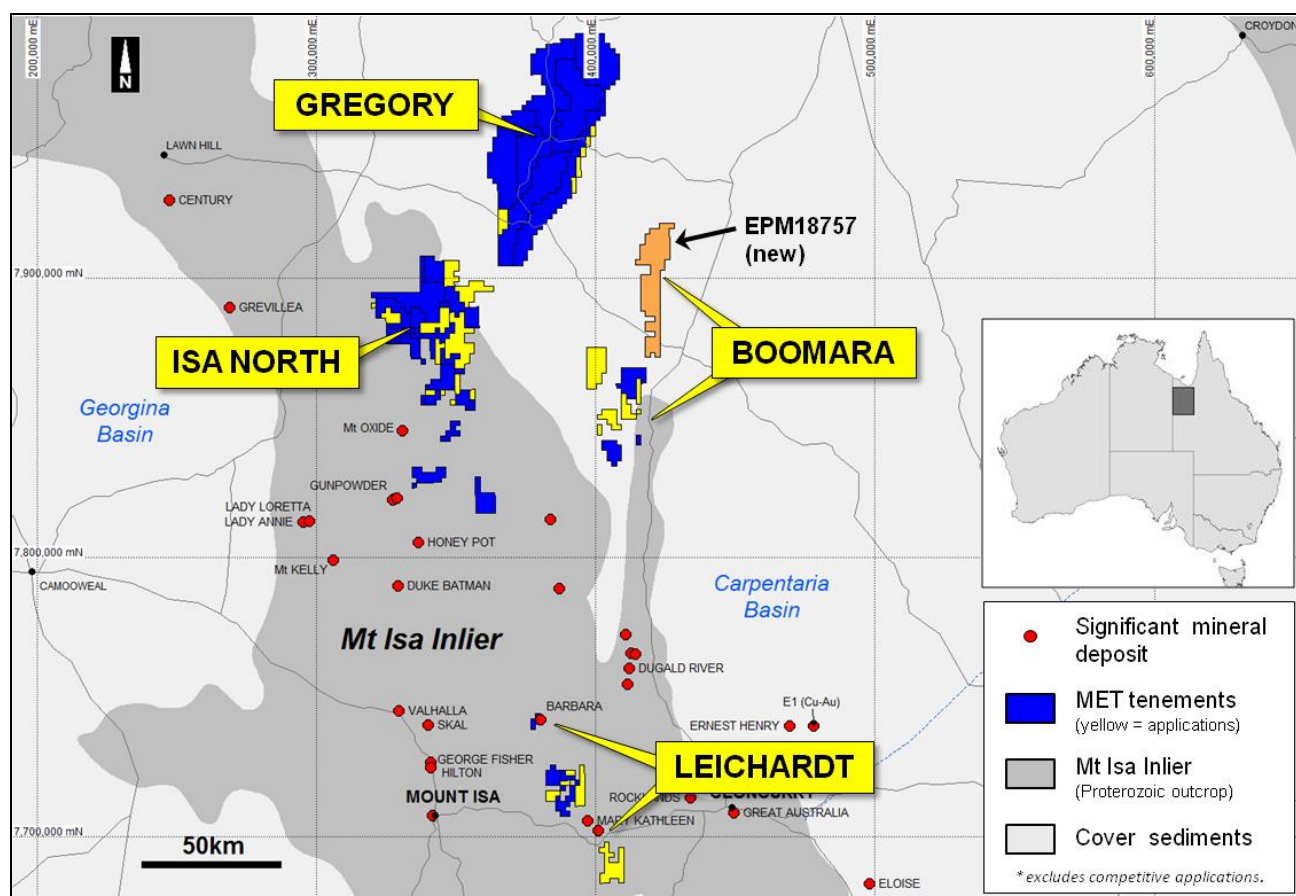 200,000 mE
300,000 mE
400,000 mE
500,000 mE
600,000 mE
CROYDON
N
GREGORY
LAWN HILL
CENTURY
EPM18757
(new)
7,900,000 mN
GREVILLEA
ISA NORTH
BOOMARA
Georgina
Basin
Mt OXIDE
GUNPOWDER
LADY LORETTA
LADY ANNIE
HONEY POT
7,800,000 mN
Mt KELLY
CAMOOWEAL
DUKE BATMAN
Carpentaria
Basin
Mt Isa Inlier
DUGALD RIVER
VALHALLA
SKAL
BARBARA
E1 (Cu-Au)
ERNEST HENRY
GEORGE FISHER
HILTON
LEICHARDT
MOUNT ISA
GREAT AUSTRALIA
MARY KATHLEEN
7,700,000 mN
50km
ELOISE
Significant mineral
deposit
MET tenements
(yellow = applications)
Mt Isa Inlier
(Proterozoic outcrop)
Cover sediments
* excludes competitive applications.